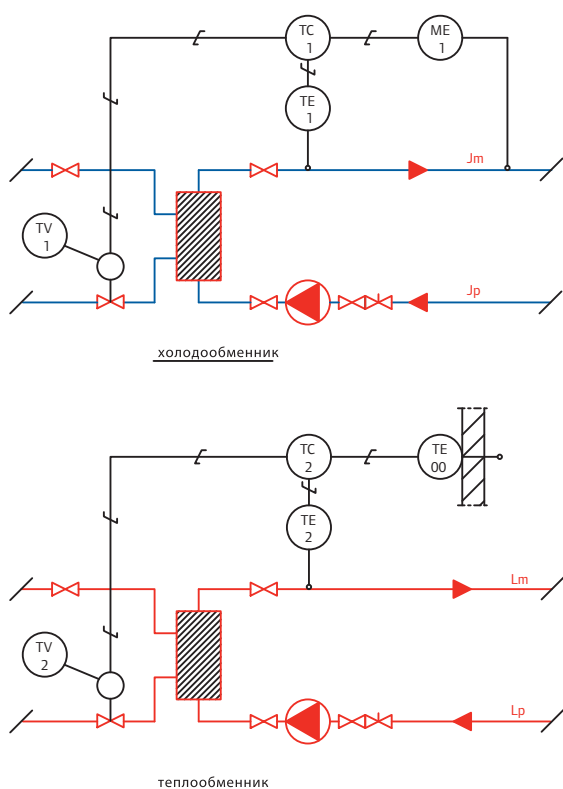 TC
1
ME
1
TE
1
Jm
TV
1
Jp
холодообменник
TC
2
TE
00
TE
2
Lm
TV
2
Lp
теплообменник